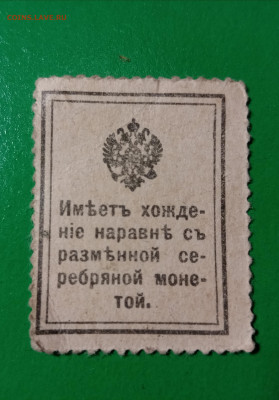 Имѣетъ хожде-
ніе наравнѣ съ
размѣнной се-
ребряной моне-
той.